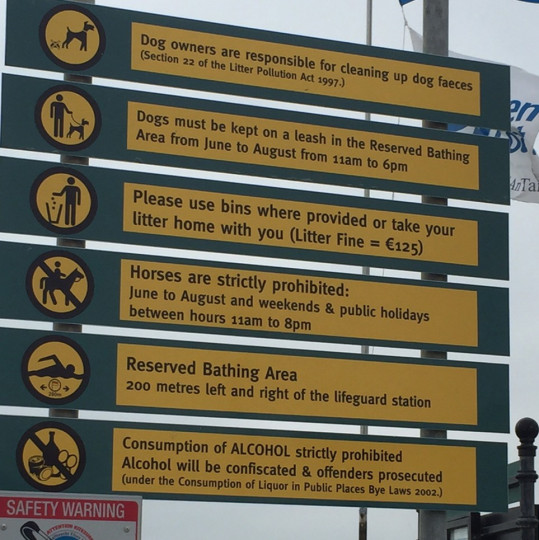 Dog owners are responsible for cleaning up dog faeces
(Section 22 of the Litter Pollution Act 1997.)
Dogs must be kept on a leash in the Reserved Bathing
Area from June to August from 11am to 6pm
Please use bins where provided or take your
litter home with you (Litter Fine = €125)
Horses are strictly prohibited:
June to August and weekends & public holidays
between hours 11am to 8pm
Reserved Bathing Area
200 metres left and right of the lifeguard station
Consumption of ALCOHOL strictly prohibited
Alcohol will be confiscated & offenders prosecuted
(under the Consumption of Liquor in Public Places Bye Laws 2002.)
SAFETY WARNING